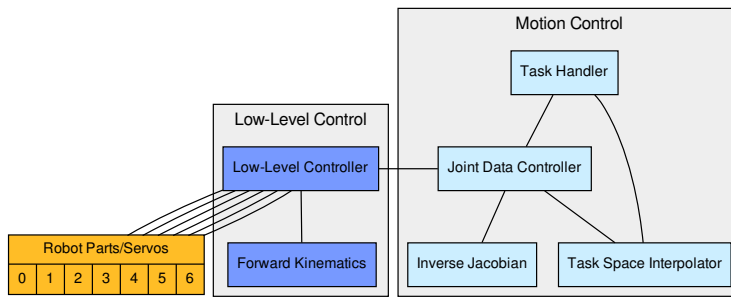 Motion Control
Task Handler
Low-Level Control
Low-Level Controller
Joint Data Controller
Robot Parts/Servos
0 1 2 3 4 5 6
Forward Kinematics
Inverse Jacobian
Task Space Interpolator